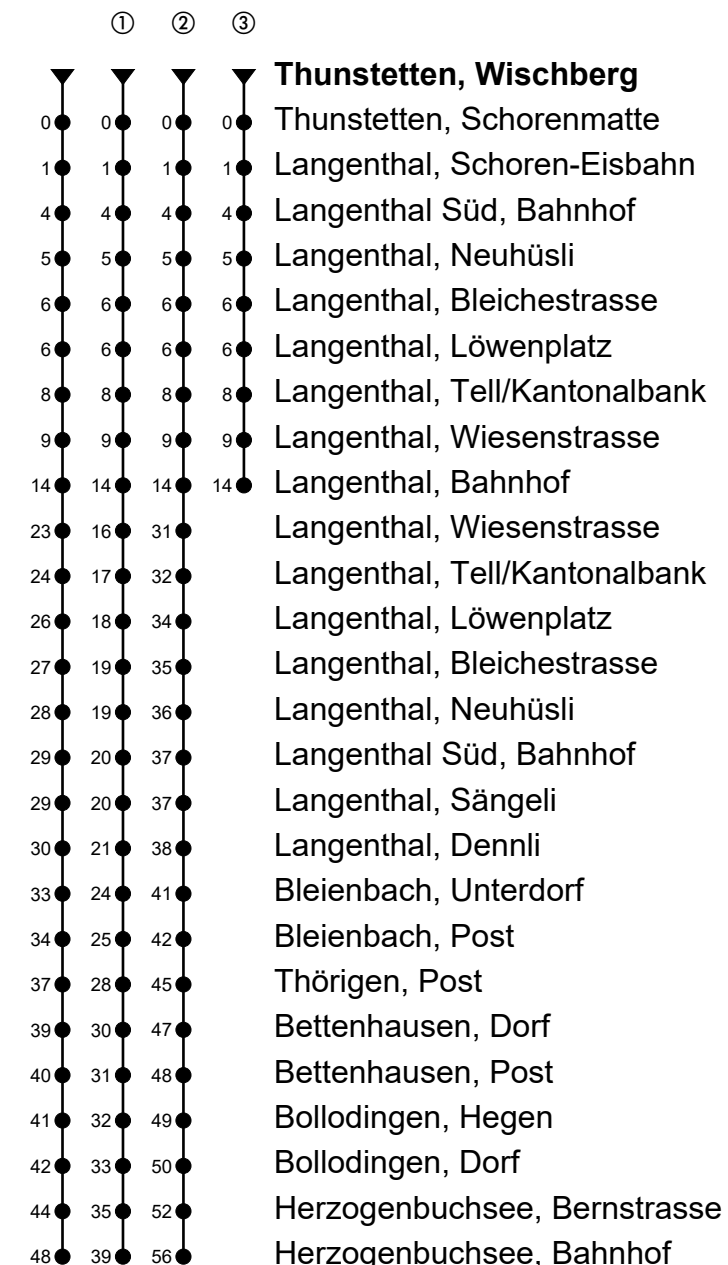 ① ② ③
Thunstetten, Wischberg
0 0 0 0 Thunstetten, Schorenmatte
1 1 1 1 Langenthal, Schoren-Eisbahn
4 4 4 4 Langenthal Süd, Bahnhof
5 5 5 5 Langenthal, Neuhüsli
6 6 6 6 Langenthal, Bleichestrasse
6 6 6 6 Langenthal, Löwenplatz
8 8 8 8 Langenthal, Tell/Kantonalbank
9 9 9 9 Langenthal, Wiesenstrasse
14 14 14 14 Langenthal, Bahnhof
23 16 31 Langenthal, Wiesenstrasse
24 17 32 Langenthal, Tell/Kantonalbank
26 18 34 Langenthal, Löwenplatz
27 19 35 Langenthal, Bleichestrasse
28 19 36 Langenthal, Neuhüsli
29 20 37 Langenthal Süd, Bahnhof
29 20 37 Langenthal, Sängeli
30 21 38 Langenthal, Dennli
33 24 41 Bleienbach, Unterdorf
34 25 42 Bleienbach, Post
37 28 45 Thörigen, Post
39 30 47 Bettenhausen, Dorf
40 31 48 Bettenhausen, Post
41 32 49 Bollodingen, Hegen
42 33 50 Bollodingen, Dorf
44 35 52 Herzogenbuchsee, Bernstrasse
48 39 56 Herzogenbuchsee, Bahnhof